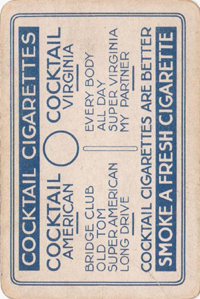 COCKTAIL CIGARETTES
COCKTAIL
AMERICAN
COCKTAIL
VIRGINIA
BRIDGE CLUB
OLD TOM
SUPER AMERICAN
LONG DRIVE
EVERY BODY
ALL DAY
SUPER VIRGINIA
MY PARTNER
COCKTAIL CIGARETTES ARE BETTER
SMOKE A FRESH CIGARETTE